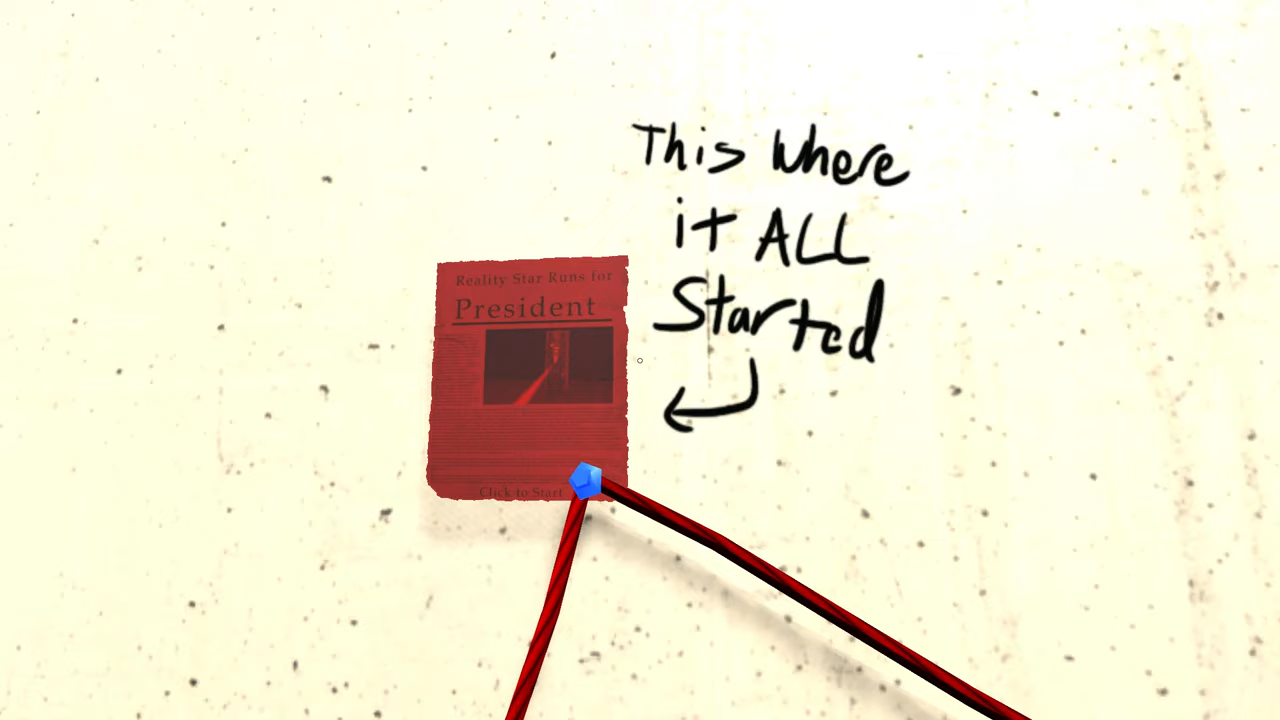 This Where
it ALL
Started
Reality Star Runs for
President
Click to Start